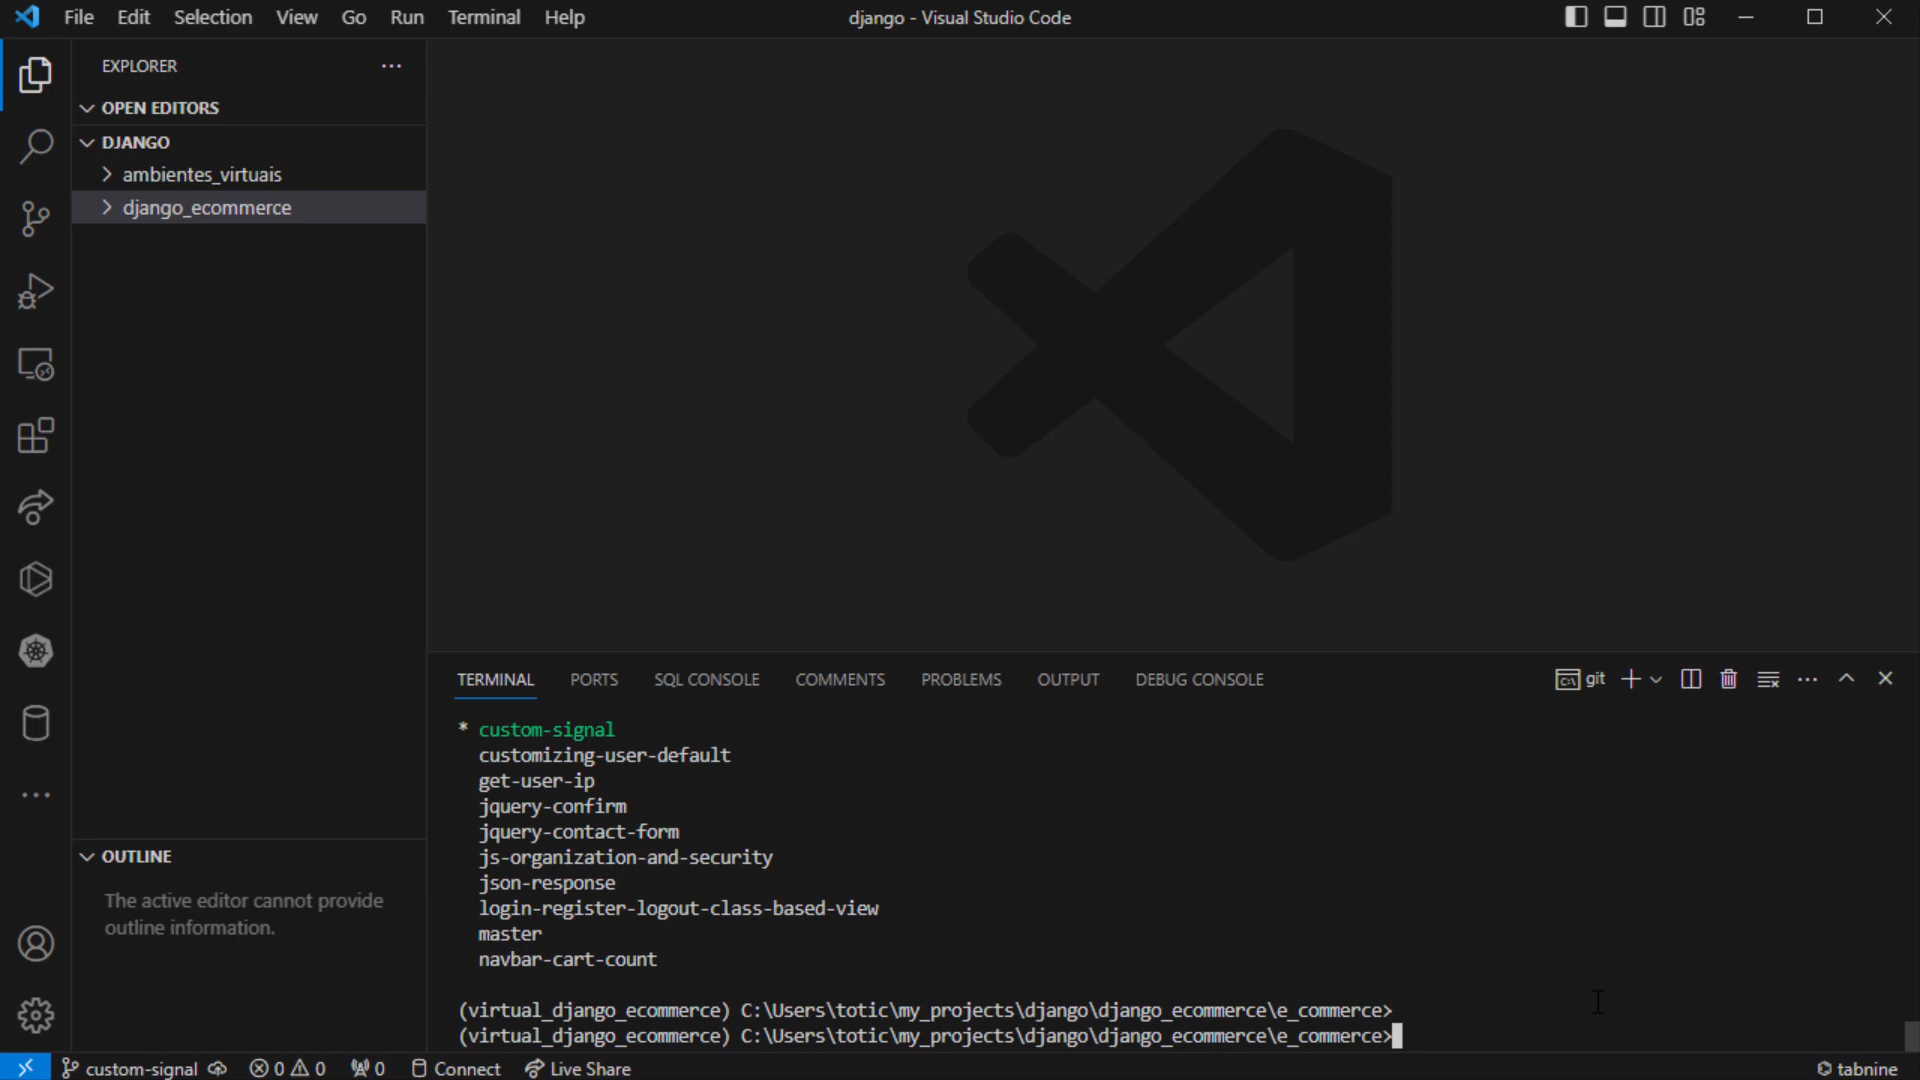 File Edit Selection View Go Run Terminal Help
django - Visual Studio Code
EXPLORER
OPEN EDITORS
DJANGO
ambientes_virtuais
django_ecommerce
OUTLINE
The active editor cannot provide
outline information.
TERMINAL PORTS SQL CONSOLE COMMENTS PROBLEMS OUTPUT DEBUG CONSOLE
git
* custom-signal
customizing-user-default
get-user-ip
jquery-confirm
jquery-contact-form
js-organization-and-security
json-response
login-register-logout-class-based-view
master
navbar-cart-count
(virtual_django_ecommerce) C:\Users\totic\my_projects\django\django_ecommerce\e_commerce>
(virtual_django_ecommerce) C:\Users\totic\my_projects\django\django_ecommerce\e_commerce>
custom-signal 0 0 0 Connect Live Share tabnine